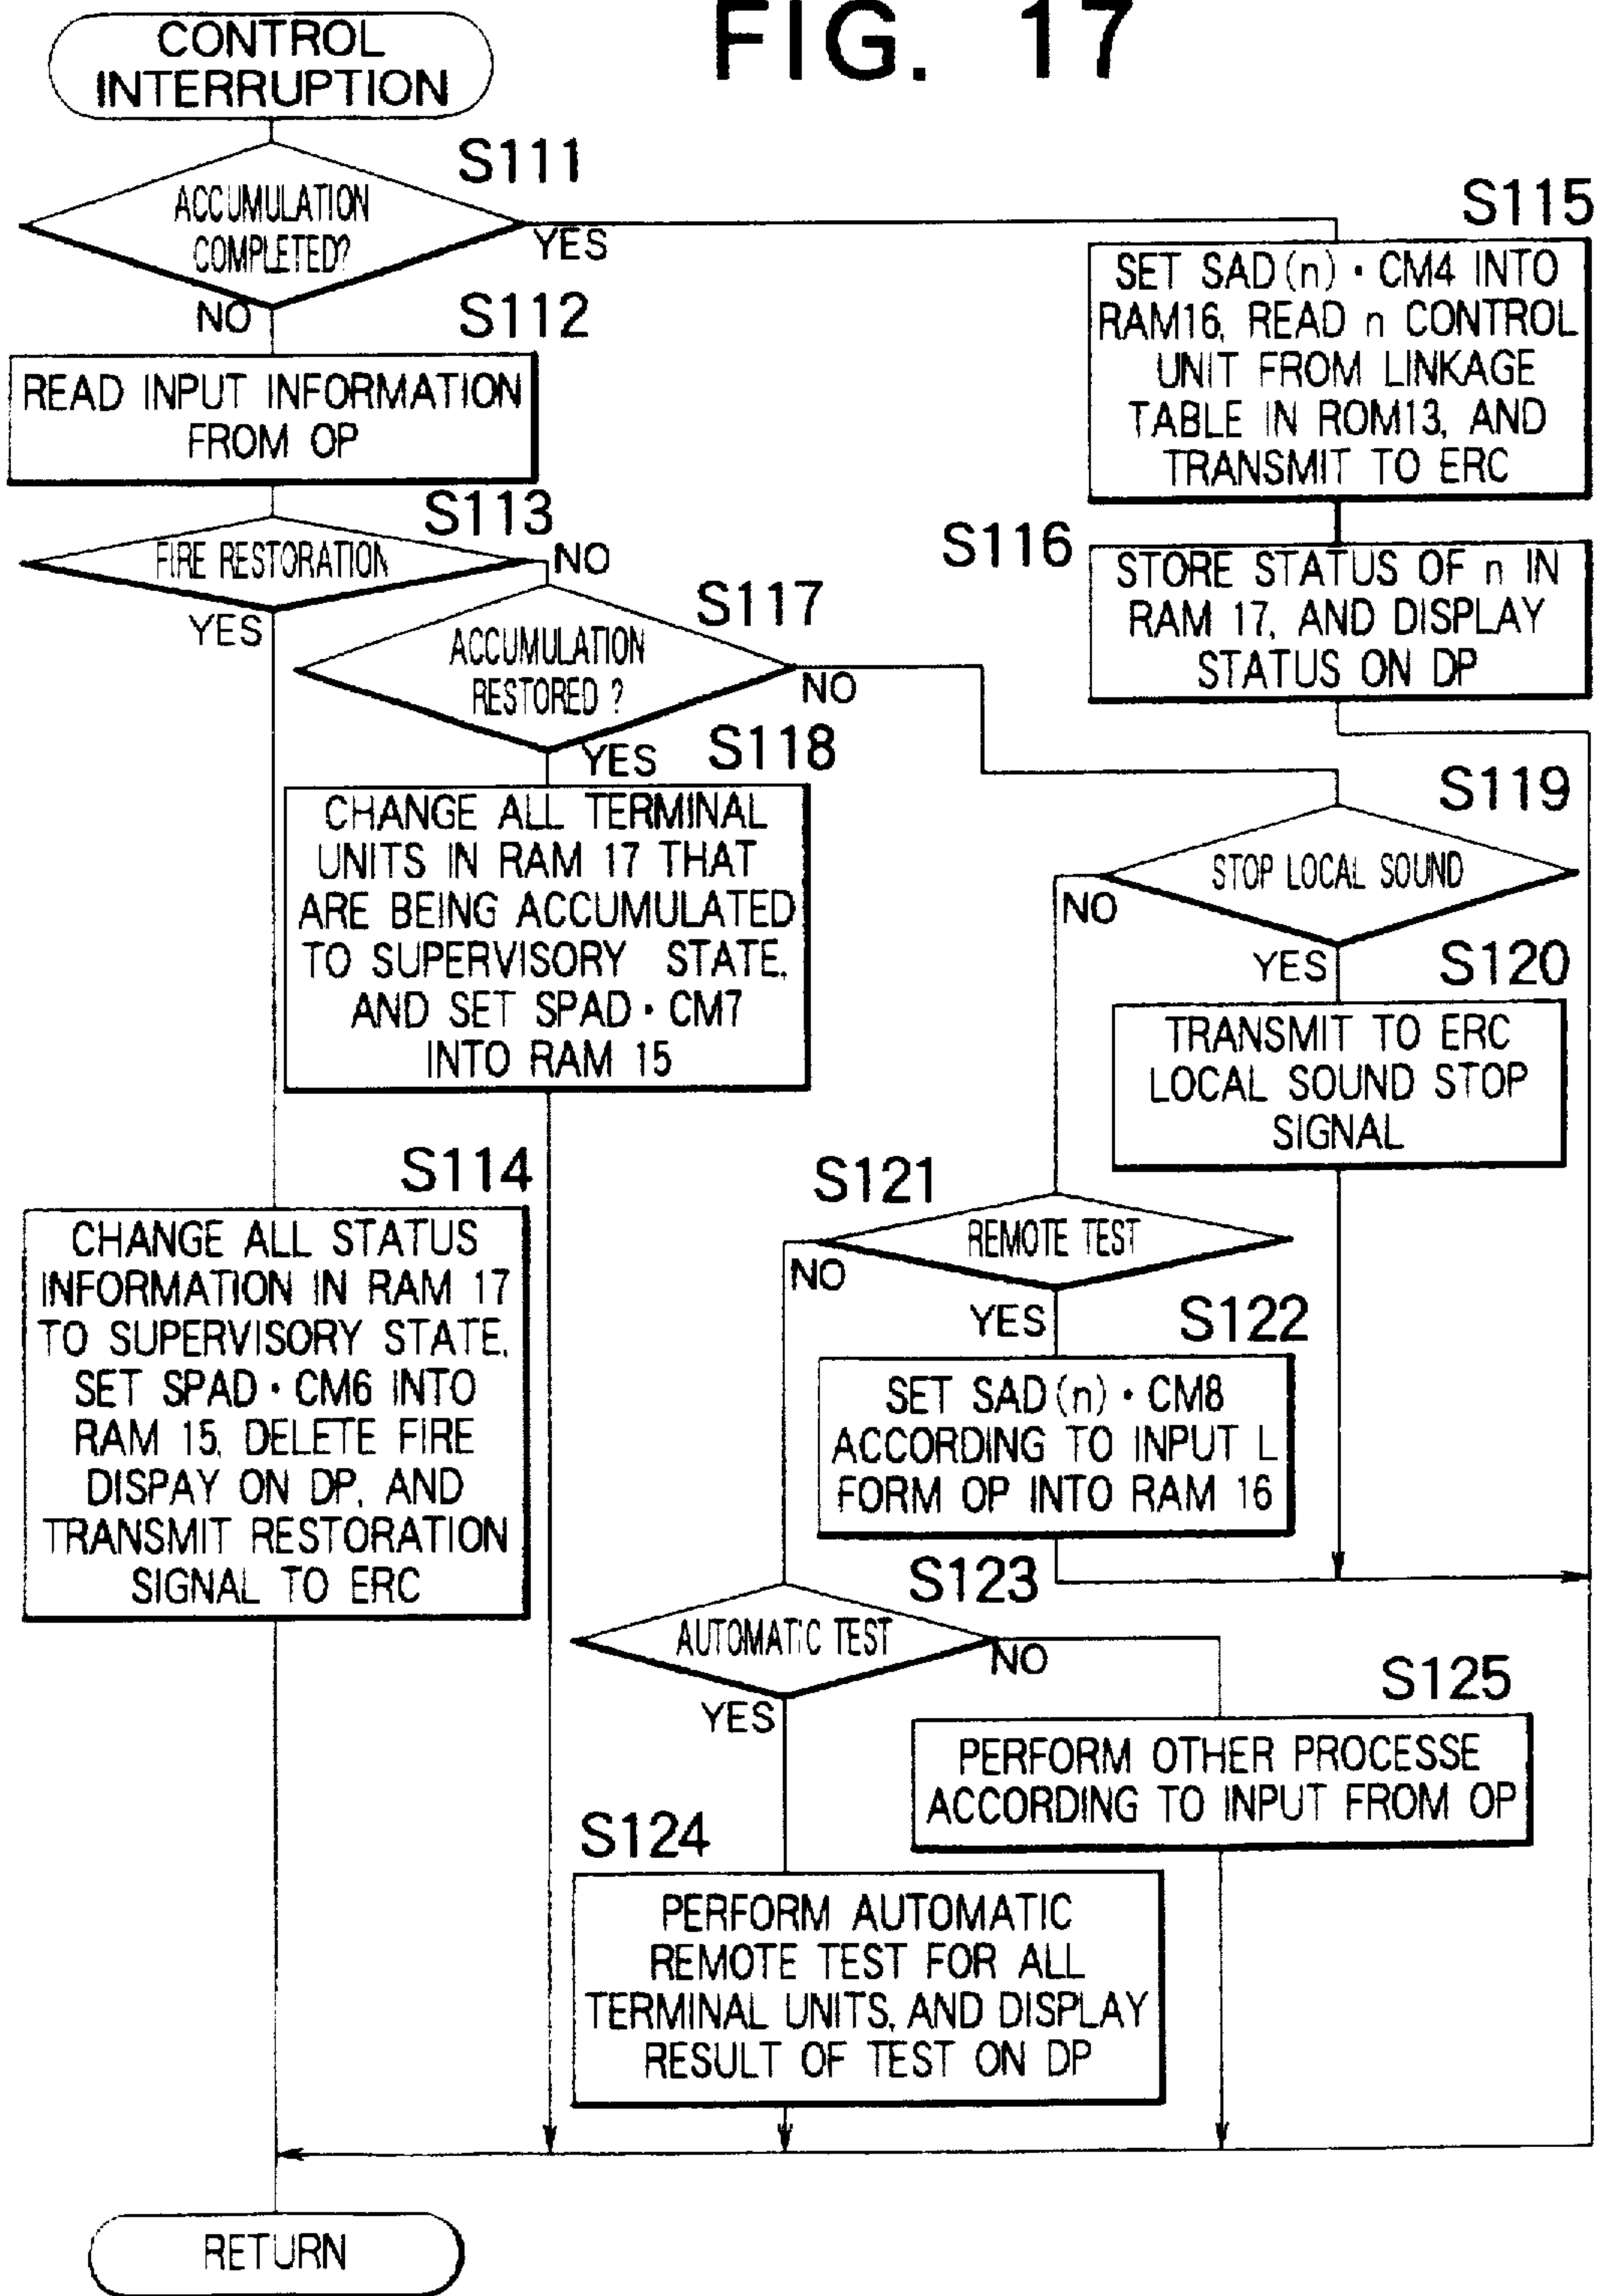 FIG. 17
CONTROL
INTERRUPTION
S111
ACCUMULATION
COMPLETED?
YES
NO
S112
READ INPUT INFORMATION
FROM OP
S113
FIRE RESTORATION
NO
YES
S114
CHANGE ALL STATUS
INFORMATION IN RAM 17
TO SUPERVISORY STATE,
SET SPAD・CM6 INTO
RAM 15, DELETE FIRE
DISPAY ON DP, AND
TRANSMIT RESTORATION
SIGNAL TO ERC
S115
SET SAD(n)・CM4 INTO
RAM16, READ n CONTROL
UNIT FROM LINKAGE
TABLE IN ROM13, AND
TRANSMIT TO ERC
S116
STORE STATUS OF n IN
RAM 17, AND DISPLAY
STATUS ON DP
S117
ACCUMULATION
RESTORED ?
NO
YES
S118
CHANGE ALL TERMINAL
UNITS IN RAM 17 THAT
ARE BEING ACCUMULATED
TO SUPERVISORY STATE,
AND SET SPAD・CM7
INTO RAM 15
S119
STOP LOCAL SOUND
NO
YES
S120
TRANSMIT TO ERC
LOCAL SOUND STOP
SIGNAL
S121
REMOTE TEST
NO
YES
S122
SET SAD(n)・CM8
ACCORDING TO INPUT L
FORM OP INTO RAM 16
S123
AUTOMATIC TEST
NO
YES
S124
PERFORM AUTOMATIC
REMOTE TEST FOR ALL
TERMINAL UNITS, AND DISPLAY
RESULT OF TEST ON DP
S125
PERFORM OTHER PROCESSE
ACCORDING TO INPUT FROM OP
RETURN